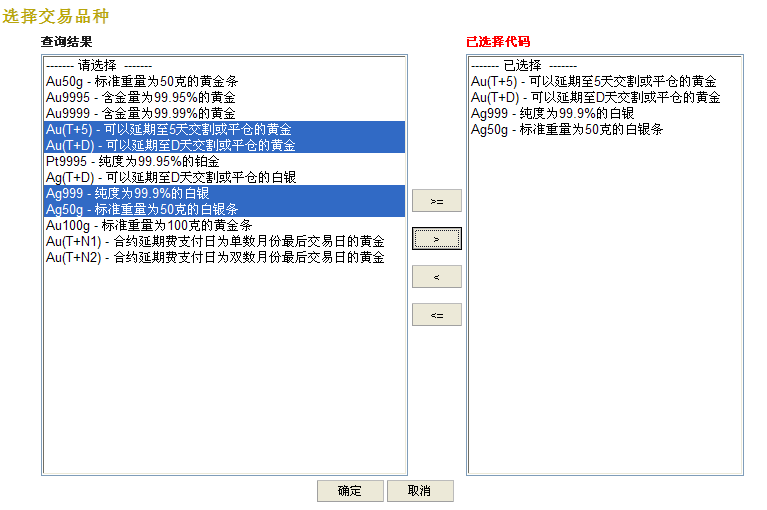 选择交易品种
查询结果
------- 请选择 -------
Au50g - 标准重量为50克的黄金条
Au9995 - 含金量为99.95%的黄金
Au9999 - 含金量为99.99%的黄金
Au(T+5) - 可以延期至5天交割或平仓的黄金
Au(T+D) - 可以延期至D天交割或平仓的黄金
Pt9995 - 纯度为99.95%的铂金
Ag(T+D) - 可以延期至D天交割或平仓的白银
Ag999 - 纯度为99.9%的白银
Ag50g - 标准重量为50克的白银条
Au100g - 标准重量为100克的黄金条
Au(T+N1) - 合约延期费支付日为单数月份最后交易日的黄金
Au(T+N2) - 合约延期费支付日为双数月份最后交易日的黄金
>=
>
<
<=
已选择代码
------- 已选择 -------
Au(T+5) - 可以延期至5天交割或平仓的黄金
Au(T+D) - 可以延期至D天交割或平仓的黄金
Ag999 - 纯度为99.9%的白银
Ag50g - 标准重量为50克的白银条
确定
取消